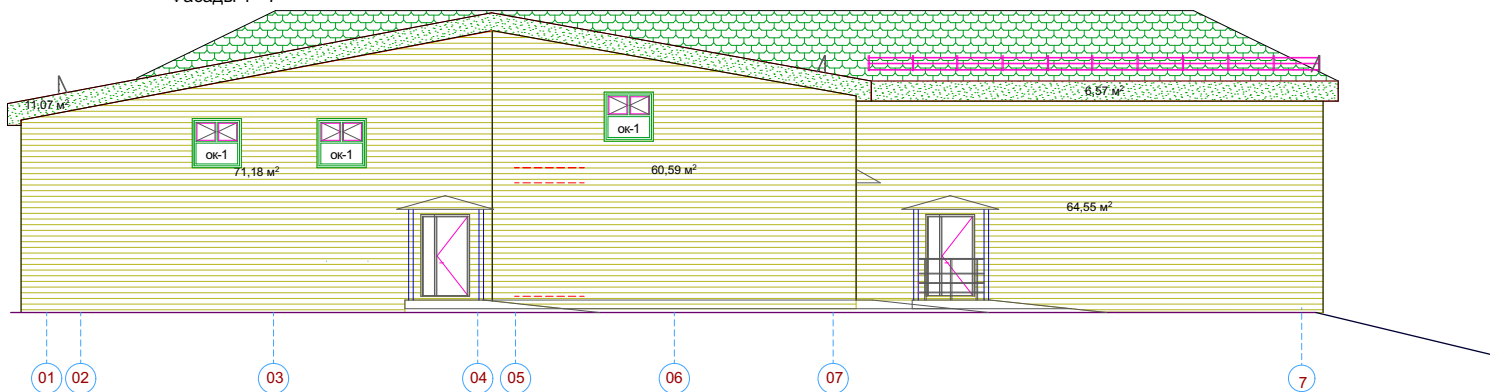 11,07 м²
6,57 м²
ок-1
ок-1
ок-1
71,18 м²
60,59 м²
64,55 м²
01 02 03 04 05 06 07 7